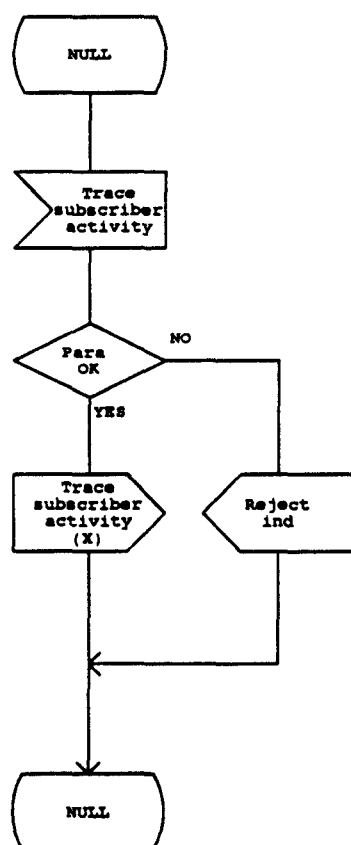 NULL
Trace
subscriber
activity
Para
OK
NO
YES
Trace
subscriber
activity
(X)
Reject
ind
NULL